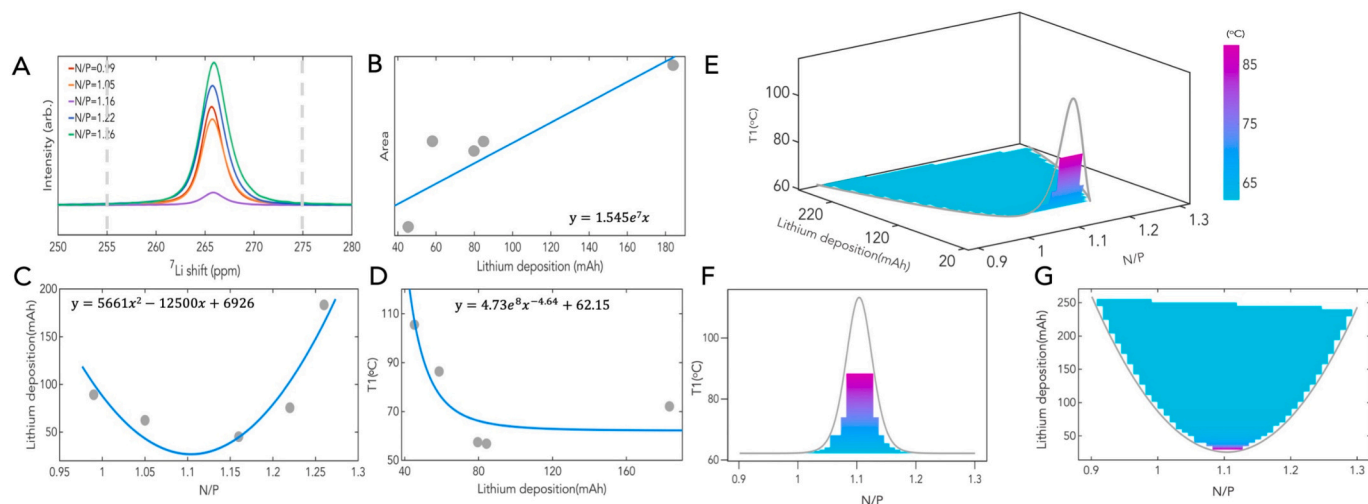 A
N/P=0.99
N/P=1.05
N/P=1.16
N/P=1.22
N/P=1.26
Intensity (arb.)
250 255 260 265 270 275 280
⁷Li shift (ppm)
B
Area
y = 1.545e⁷x
40 60 80 100 120 140 160 180
Lithium deposition (mAh)
C
y = 5661x² − 12500x + 6926
Lithium deposition(mAh)
200
150
100
50
0
0.95 1 1.05 1.10 1.15 1.20 1.25 1.3
N/P
D
y = 4.73e⁸x⁻⁴·⁶⁴ + 62.15
T1(°C)
110
90
70
50
40 80 120 160
Lithium deposition(mAh)
E
(°C)
85
75
65
T1(°C)
100
80
60
220
120
20
Lithium deposition(mAh)
0.9 1 1.1 1.2 1.3
N/P
F
T1(°C)
100
80
60
0.9 1 1.1 1.2 1.3
N/P
G
Lithium deposition(mAh)
250
200
150
100
50
0.9 1 1.1 1.2 1.3
N/P